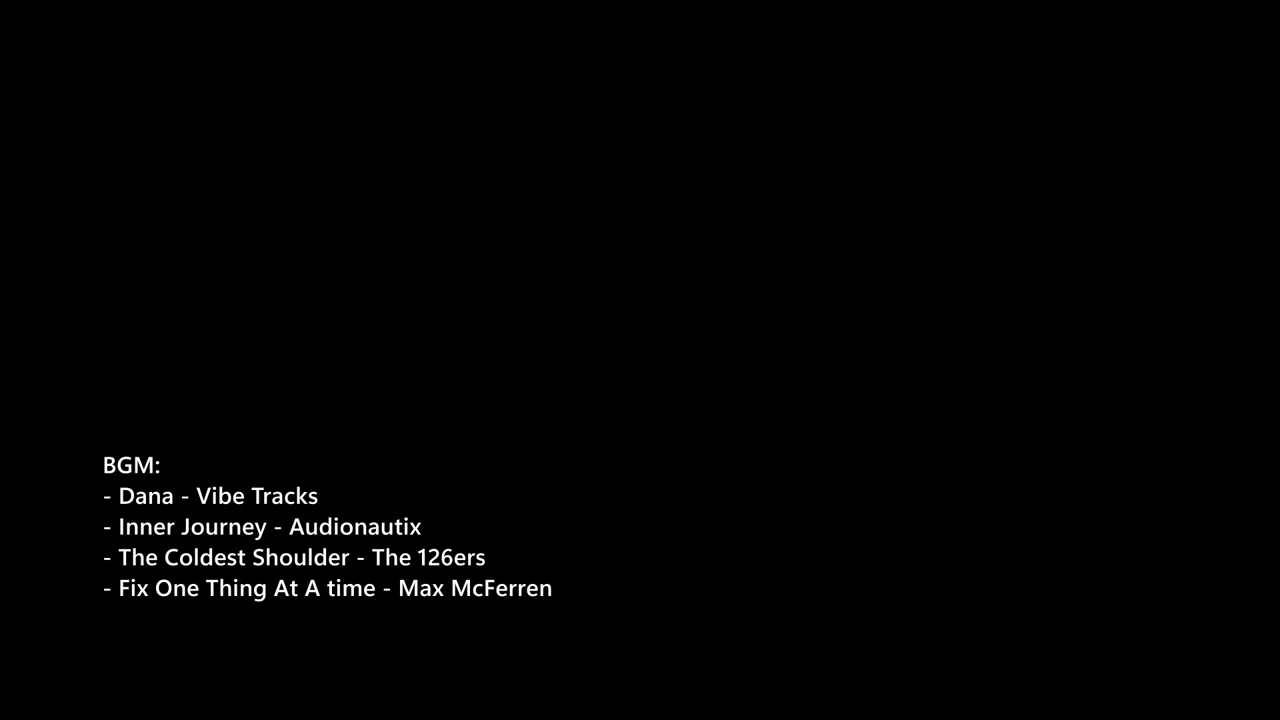 BGM:
- Dana - Vibe Tracks
- Inner Journey - Audionautix
- The Coldest Shoulder - The 126ers
- Fix One Thing At A time - Max McFerren